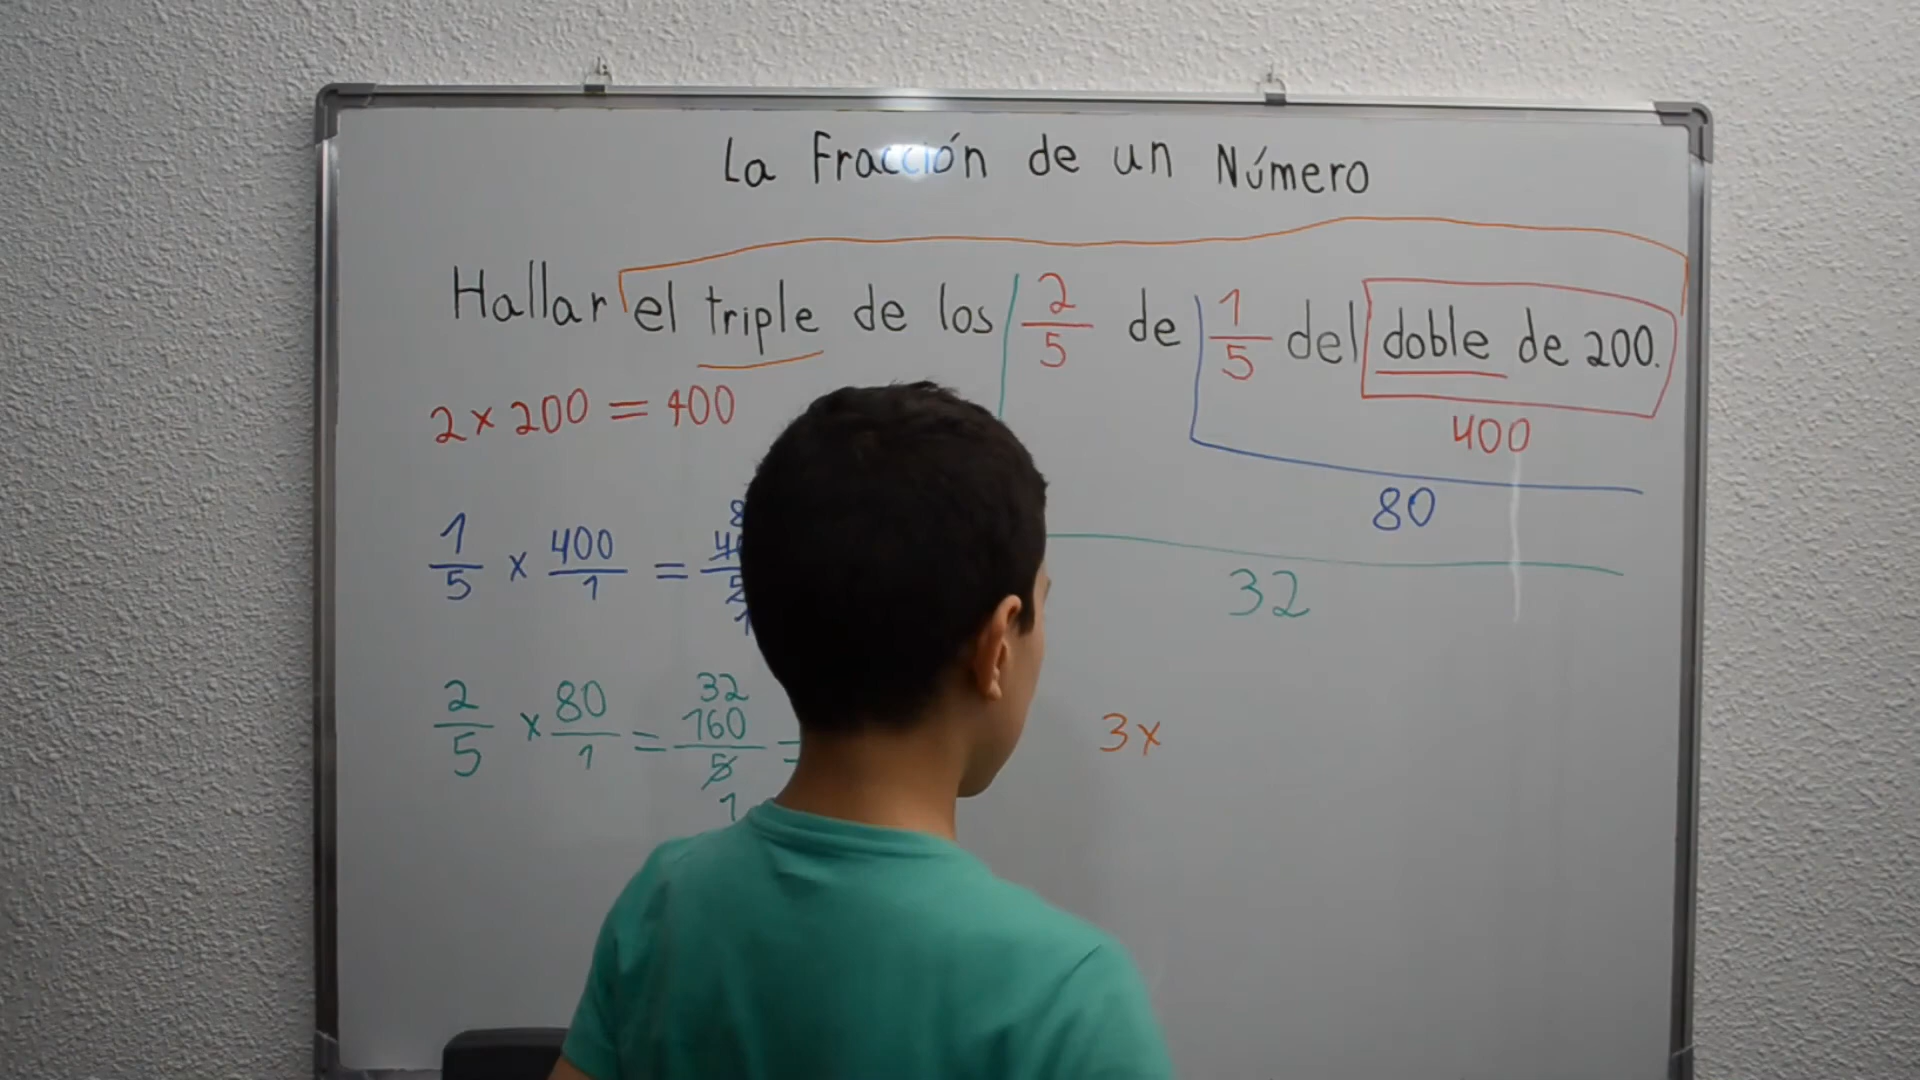 La Fracción de un Número
Hallar el triple de los 2/5 de 1/5 del doble de 200.
2 x 200 = 400
400
80
1/5 x 400/1 =
32
2/5 x 80/1 = 160/5 =
32
1
3x